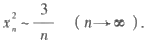 x_n^2 ~ 3/n (n→∞).